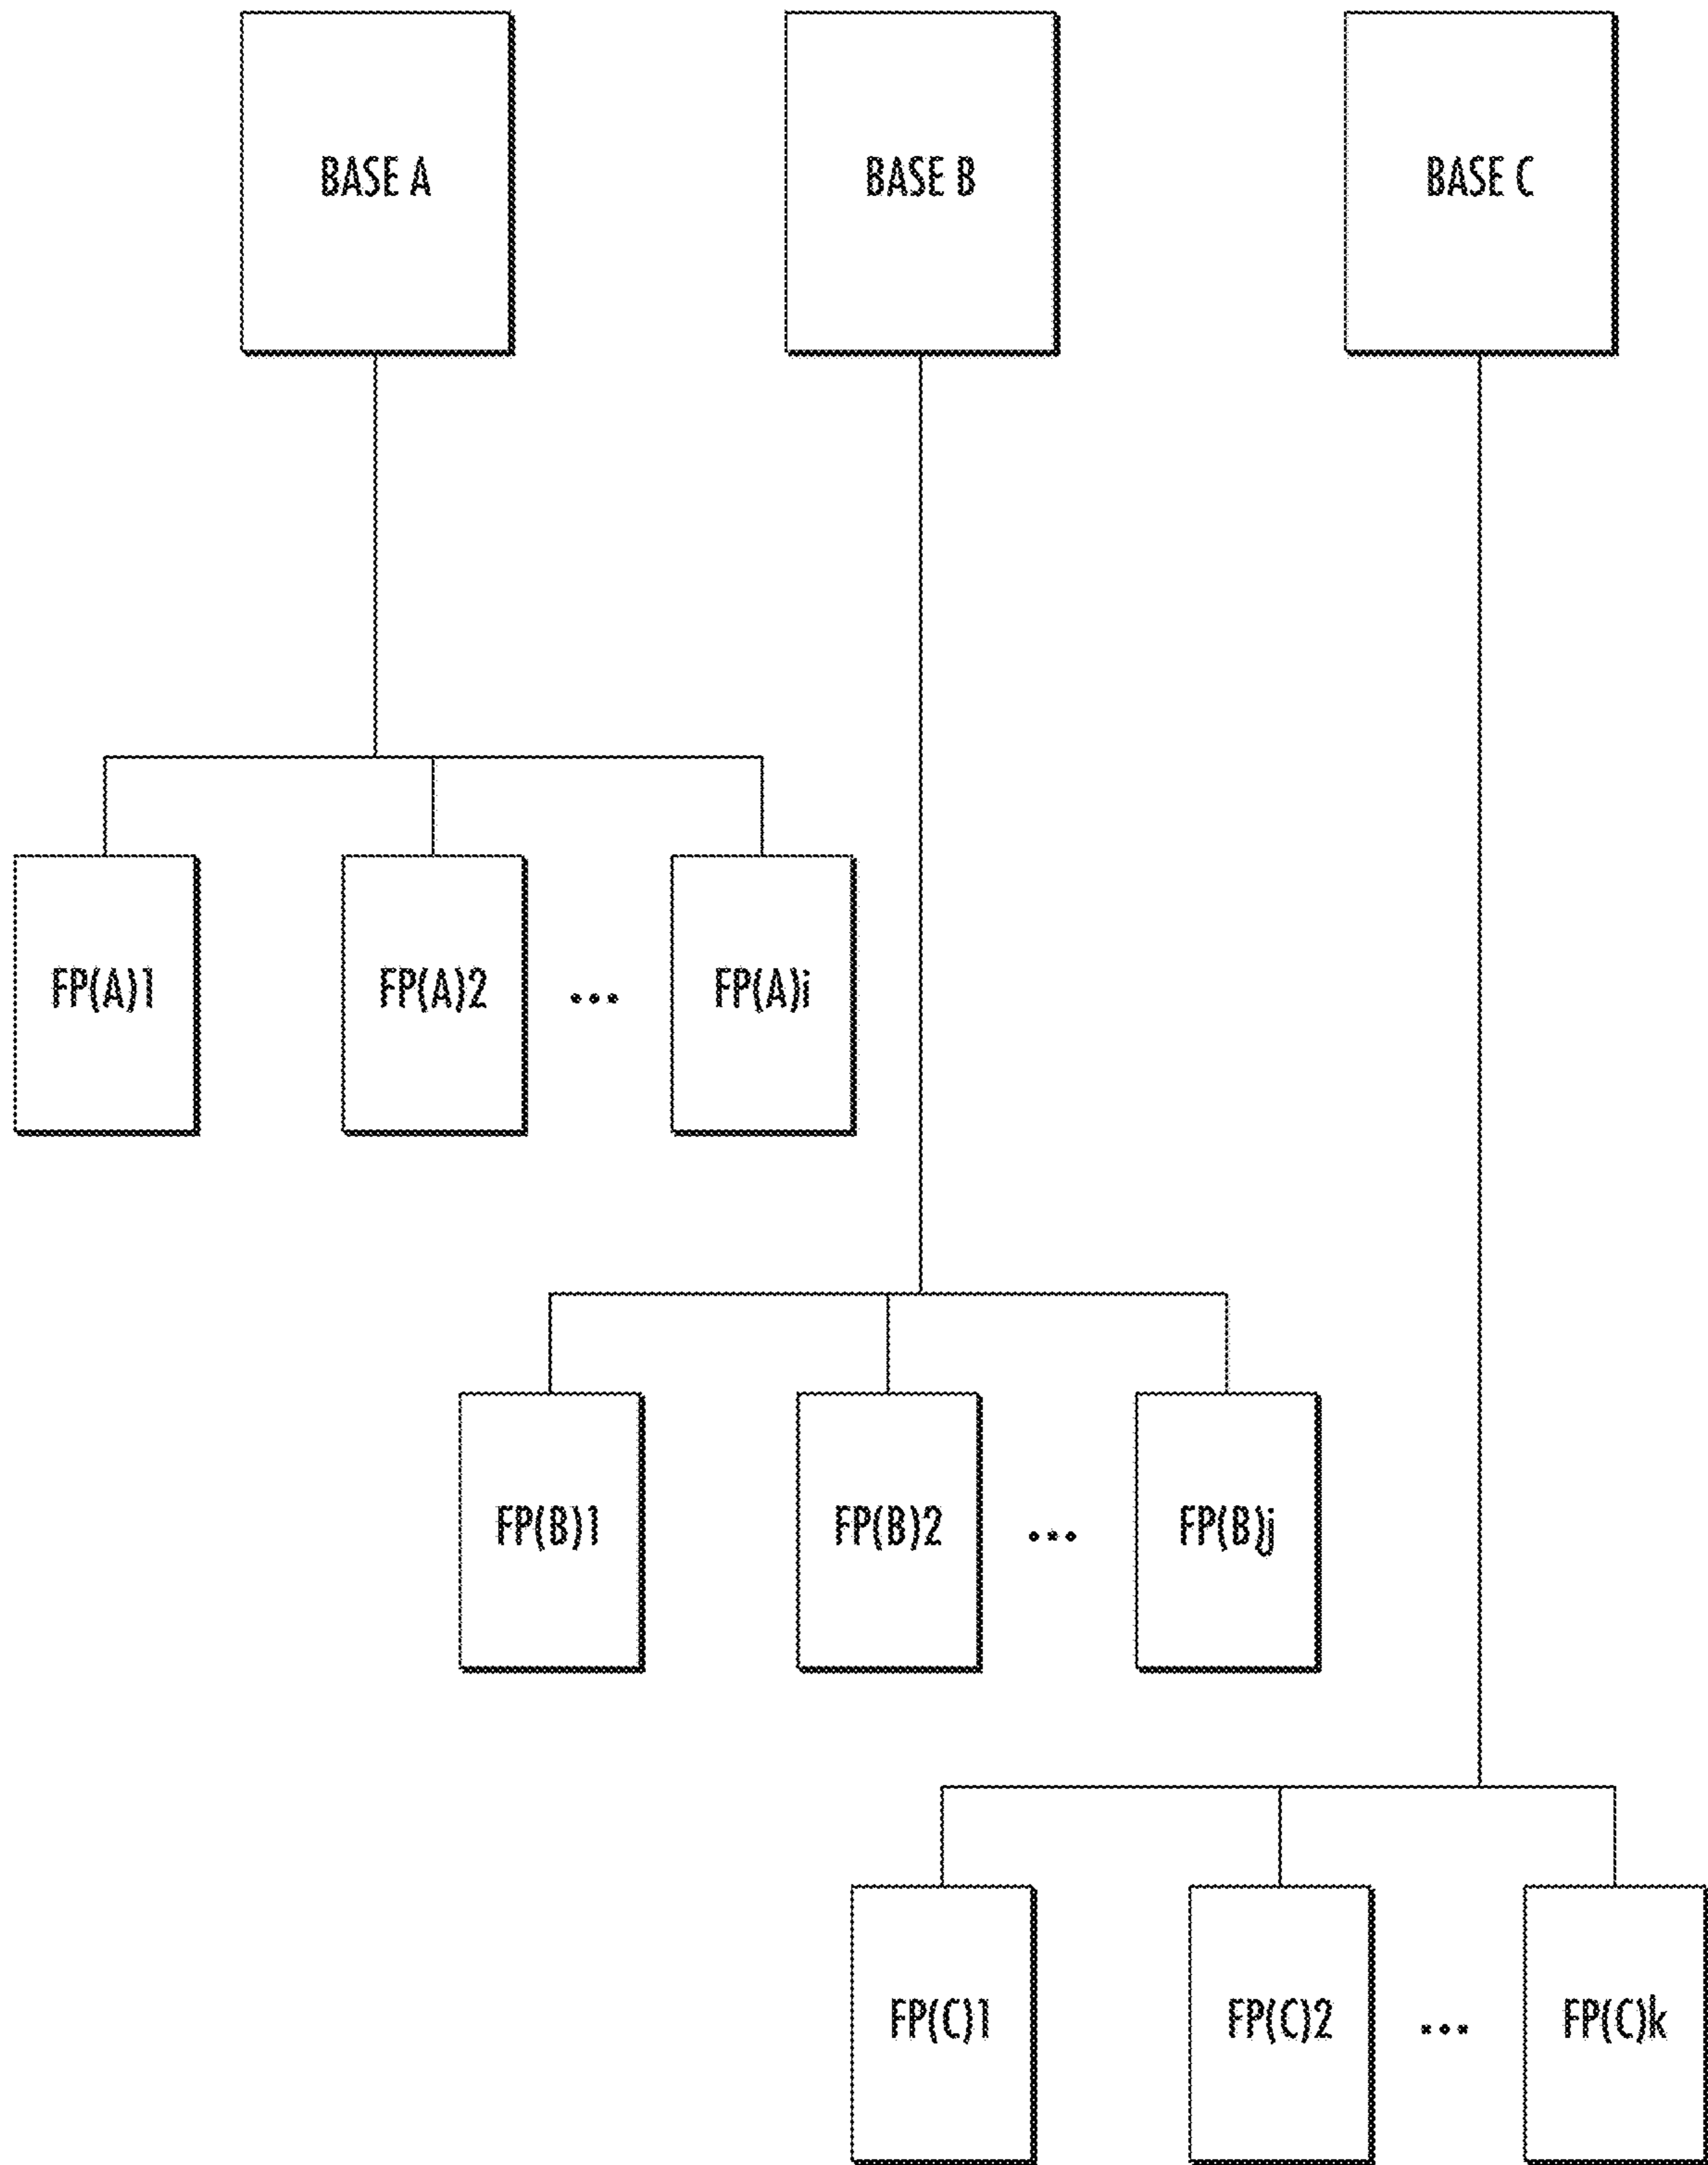 BASE A BASE B BASE C
FP(A)1 FP(A)2 ... FP(A)i
FP(B)1 FP(B)2 ... FP(B)j
FP(C)1 FP(C)2 ... FP(C)k